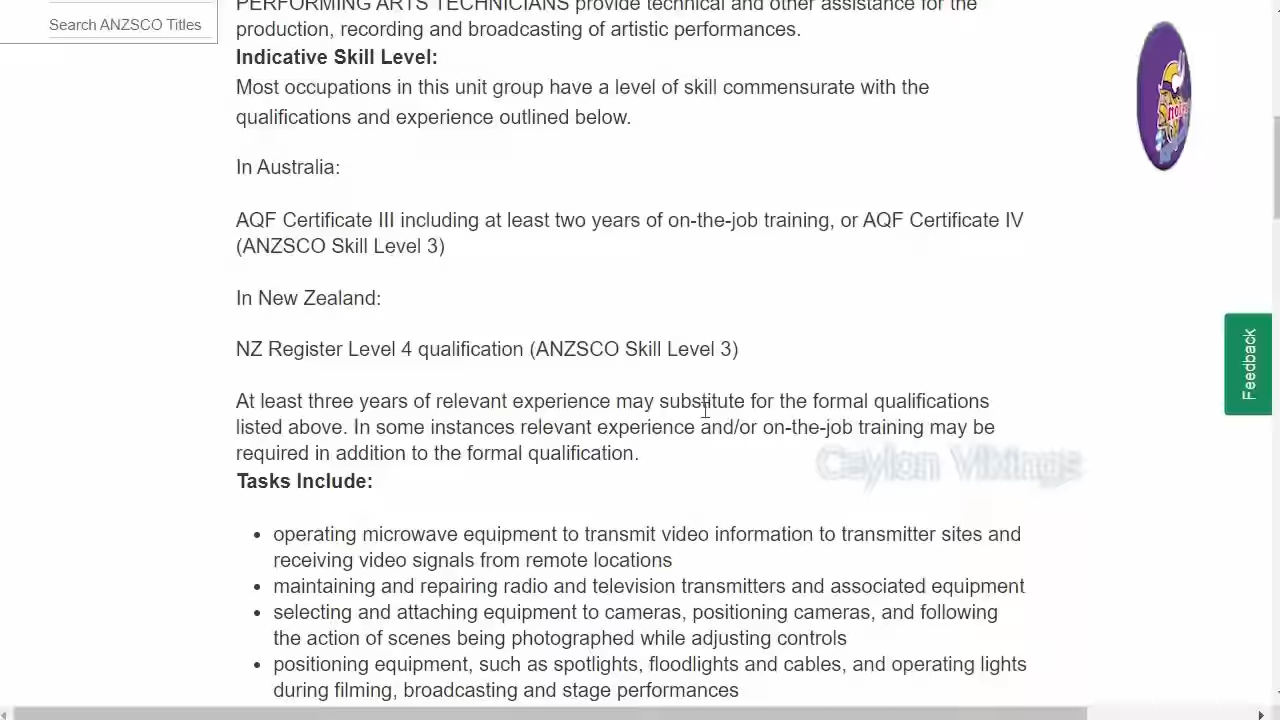 PERFORMING ARTS TECHNICIANS provide technical and other assistance for the
Search ANZSCO Titles
production, recording and broadcasting of artistic performances.
Indicative Skill Level:
Most occupations in this unit group have a level of skill commensurate with the
qualifications and experience outlined below.
In Australia:
AQF Certificate III including at least two years of on-the-job training, or AQF Certificate IV
(ANZSCO Skill Level 3)
In New Zealand:
NZ Register Level 4 qualification (ANZSCO Skill Level 3)
At least three years of relevant experience may substitute for the formal qualifications
listed above. In some instances relevant experience and/or on-the-job training may be
required in addition to the formal qualification.
Ceylon Vikings
Tasks Include:
• operating microwave equipment to transmit video information to transmitter sites and
receiving video signals from remote locations
• maintaining and repairing radio and television transmitters and associated equipment
• selecting and attaching equipment to cameras, positioning cameras, and following
the action of scenes being photographed while adjusting controls
• positioning equipment, such as spotlights, floodlights and cables, and operating lights
during filming, broadcasting and stage performances
Feedback